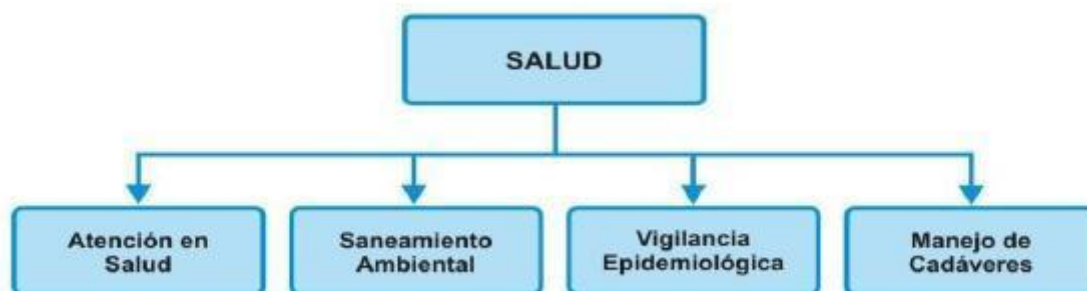 SALUD
Atención en
Salud
Saneamiento
Ambiental
Vigilancia
Epidemiológica
Manejo de
Cadáveres